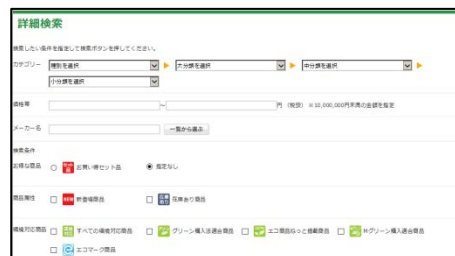 詳細検索
検索したい条件を指定して検索ボタンを押してください。
カテゴリー 種別を選択 大分類を選択 中分類を選択
小分類を選択
価格帯 ～ 円 (税抜) ※10,000,000円未満の金額を指定
メーカー名 一覧から選ぶ
検索条件
お得な商品 お買い得セット品 指定なし
商品属性 NEW 新登場商品 在庫あり 在庫あり商品
環境対応商品 すべての環境対応商品 グリーン購入法適合商品 エコ商品ねっと掲載商品 グリーン購入適合商品
エコマーク商品